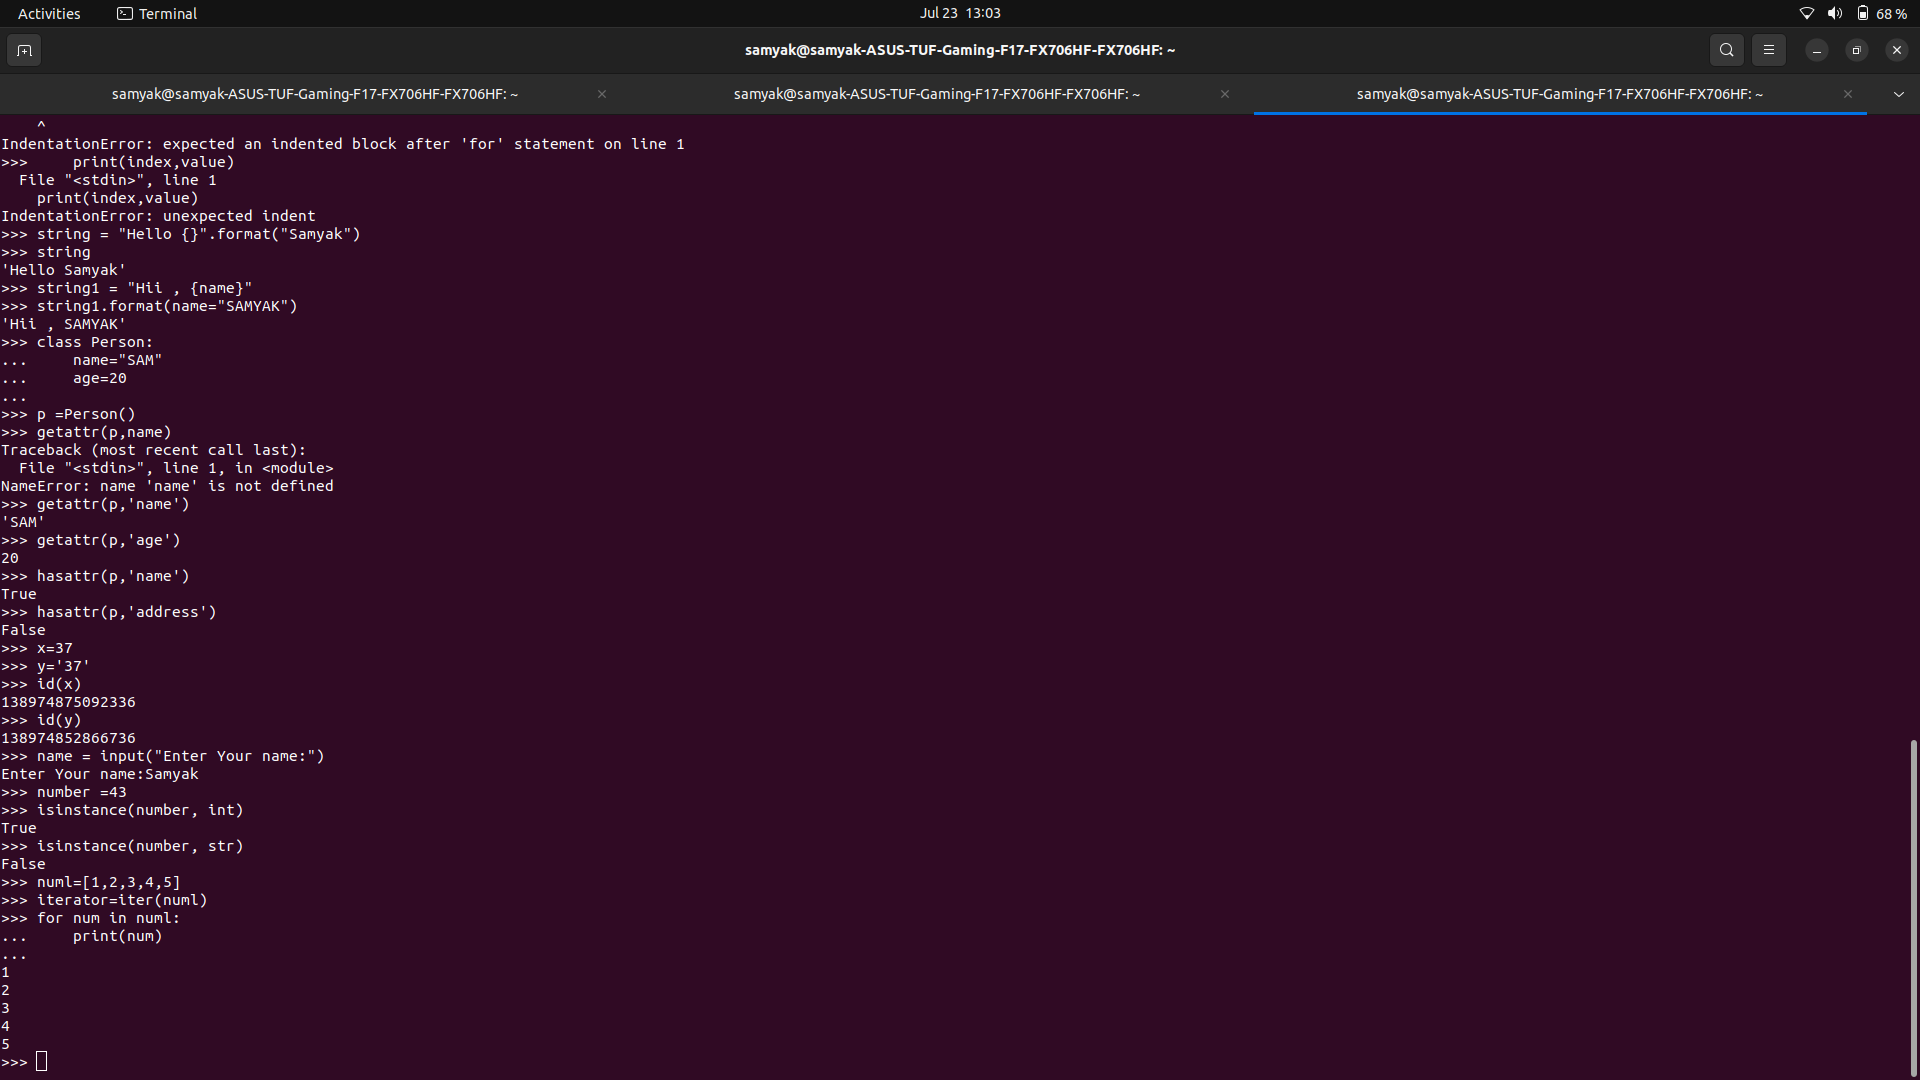 Activities Terminal Jul 23 13:03 68 %
samyak@samyak-ASUS-TUF-Gaming-F17-FX706HF-FX706HF: ~
samyak@samyak-ASUS-TUF-Gaming-F17-FX706HF-FX706HF: ~ samyak@samyak-ASUS-TUF-Gaming-F17-FX706HF-FX706HF: ~ samyak@samyak-ASUS-TUF-Gaming-F17-FX706HF-FX706HF: ~
    ^
IndentationError: expected an indented block after 'for' statement on line 1
>>>     print(index,value)
  File "<stdin>", line 1
    print(index,value)
IndentationError: unexpected indent
>>> string = "Hello {}".format("Samyak")
>>> string
'Hello Samyak'
>>> string1 = "Hii , {name}"
>>> string1.format(name="SAMYAK")
'Hii , SAMYAK'
>>> class Person:
...     name="SAM"
...     age=20
...
>>> p =Person()
>>> getattr(p,name)
Traceback (most recent call last):
  File "<stdin>", line 1, in <module>
NameError: name 'name' is not defined
>>> getattr(p,'name')
'SAM'
>>> getattr(p,'age')
20
>>> hasattr(p,'name')
True
>>> hasattr(p,'address')
False
>>> x=37
>>> y='37'
>>> id(x)
138974875092336
>>> id(y)
138974852866736
>>> name = input("Enter Your name:")
Enter Your name:Samyak
>>> number =43
>>> isinstance(number, int)
True
>>> isinstance(number, str)
False
>>> numl=[1,2,3,4,5]
>>> iterator=iter(numl)
>>> for num in numl:
...     print(num)
...
1
2
3
4
5
>>>